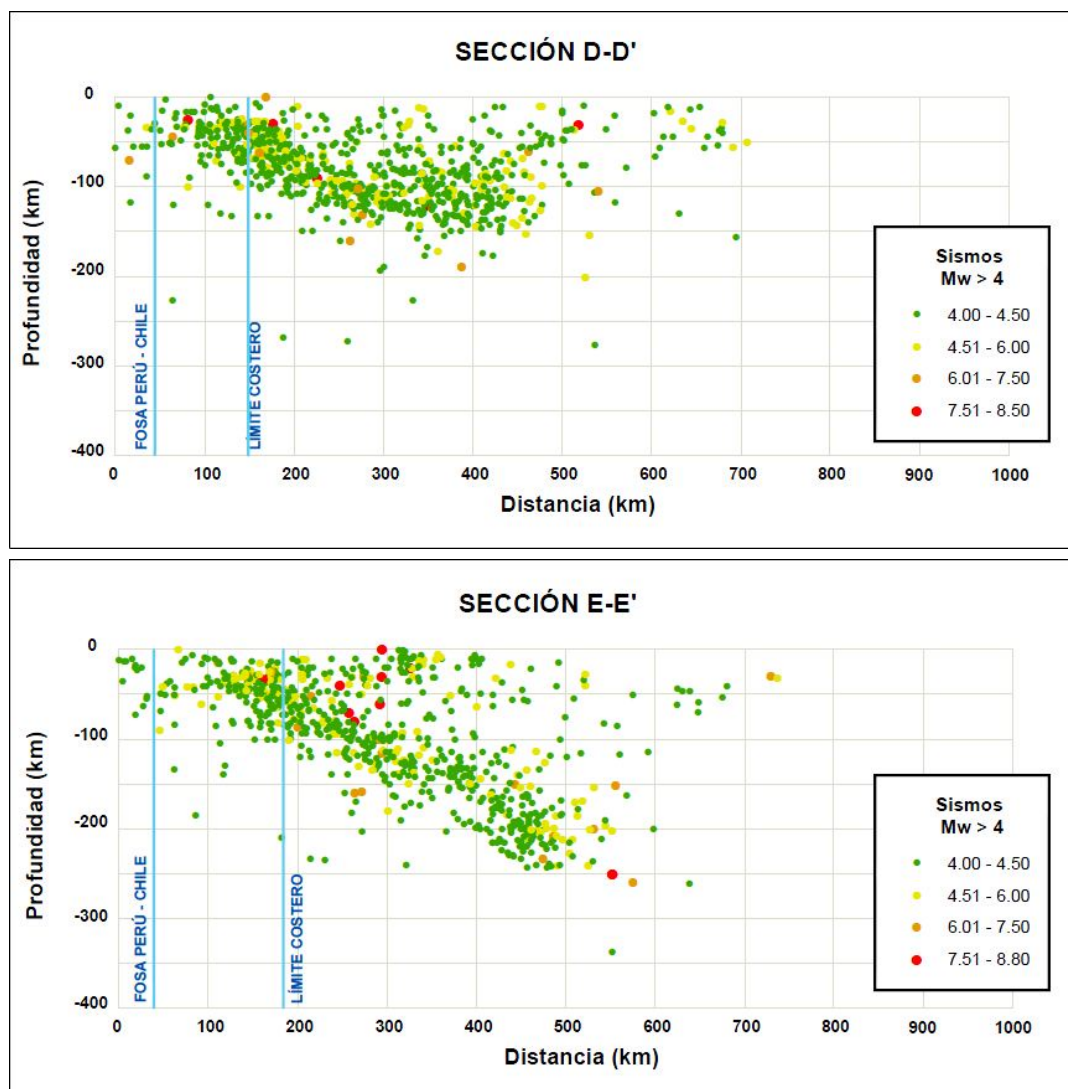 SECCIÓN D-D'
Profundidad (km)
0
-100
-200
-300
-400
FOSA PERÚ - CHILE
LÍMITE COSTERO
Sismos
Mw > 4
4.00 - 4.50
4.51 - 6.00
6.01 - 7.50
7.51 - 8.50
0 100 200 300 400 500 600 700 800 900 1000
Distancia (km)
SECCIÓN E-E'
Profundidad (km)
0
-100
-200
-300
-400
FOSA PERÚ - CHILE
LÍMITE COSTERO
Sismos
Mw > 4
4.00 - 4.50
4.51 - 6.00
6.01 - 7.50
7.51 - 8.80
0 100 200 300 400 500 600 700 800 900 1000
Distancia (km)